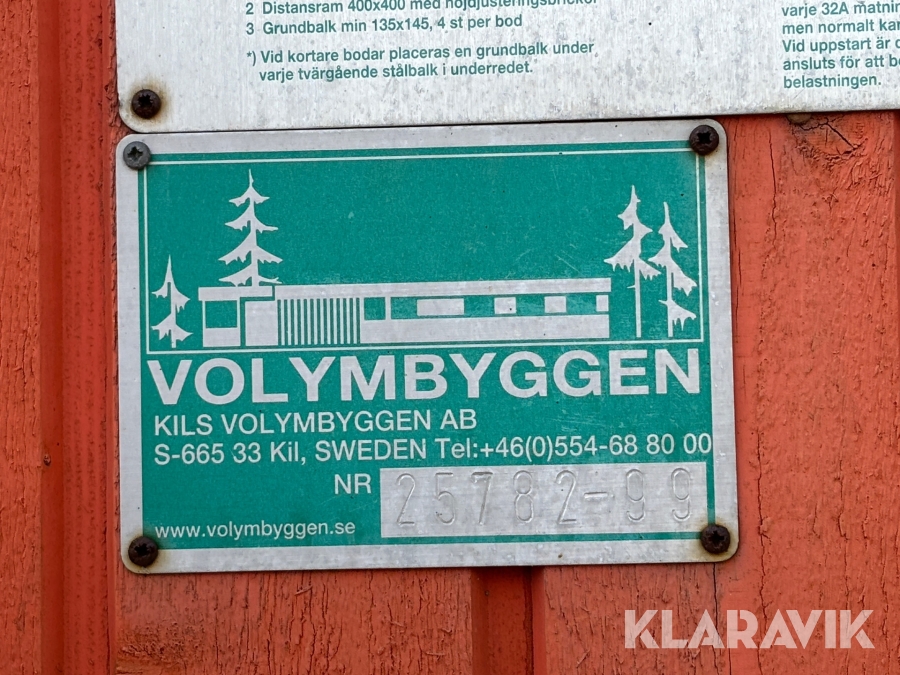 2 Distansram 400x400 med höjdjusteringsbrickor
3 Grundbalk min 135x145, 4 st per bod
*) Vid kortare bodar placeras en grundbalk under
varje tvärgående stålbalk i underredet.
varje 32A matnin
men normalt kan
Vid uppstart är d
ansluts för att be
belastningen.
VOLYMBYGGEN
KILS VOLYMBYGGEN AB
S-665 33 Kil, SWEDEN Tel:+46(0)554-68 80 00
NR 25782-99
www.volymbyggen.se
KLARAVIK